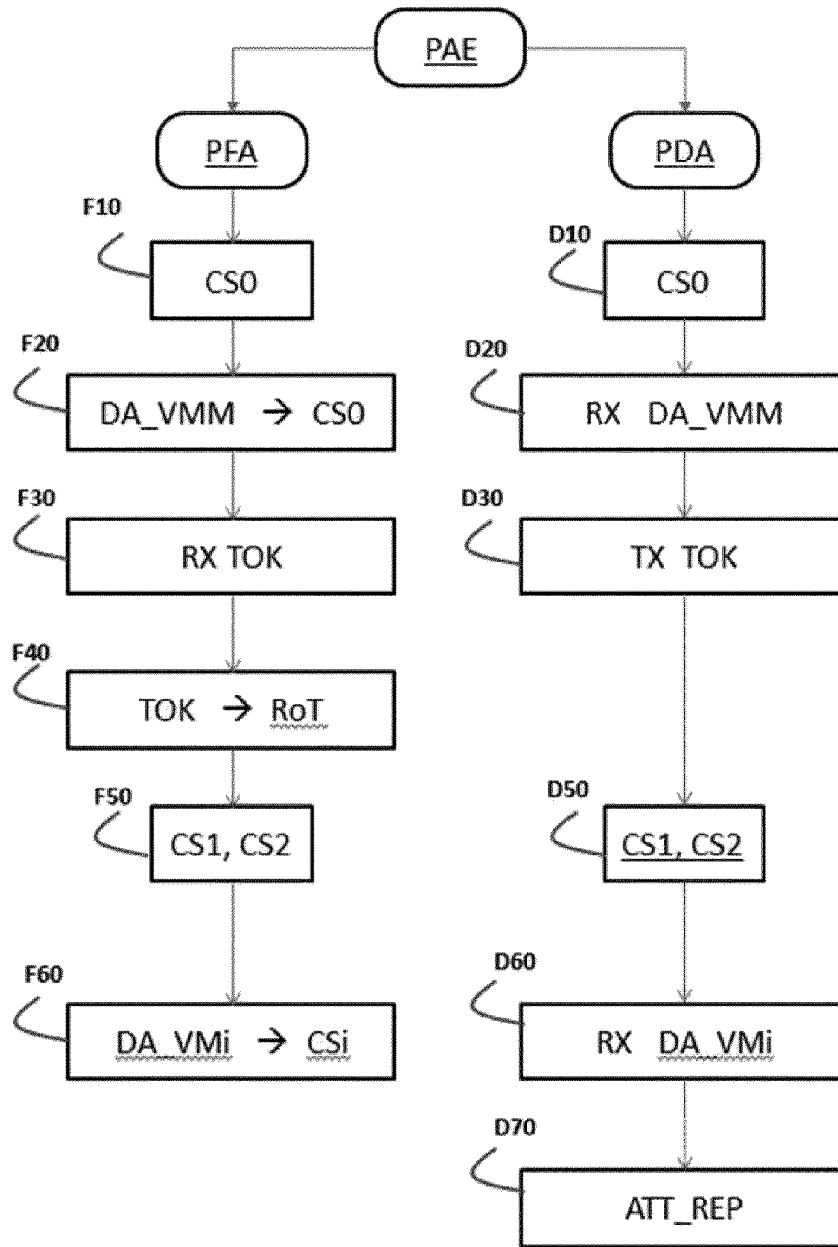 PAE
PFA
PDA
F10
CS0
D10
CS0
F20
DA_VMM → CS0
D20
RX DA_VMM
F30
RX TOK
D30
TX TOK
F40
TOK → RoT
F50
CS1, CS2
D50
CS1, CS2
F60
DA_VMi → CSi
D60
RX DA_VMi
D70
ATT_REP